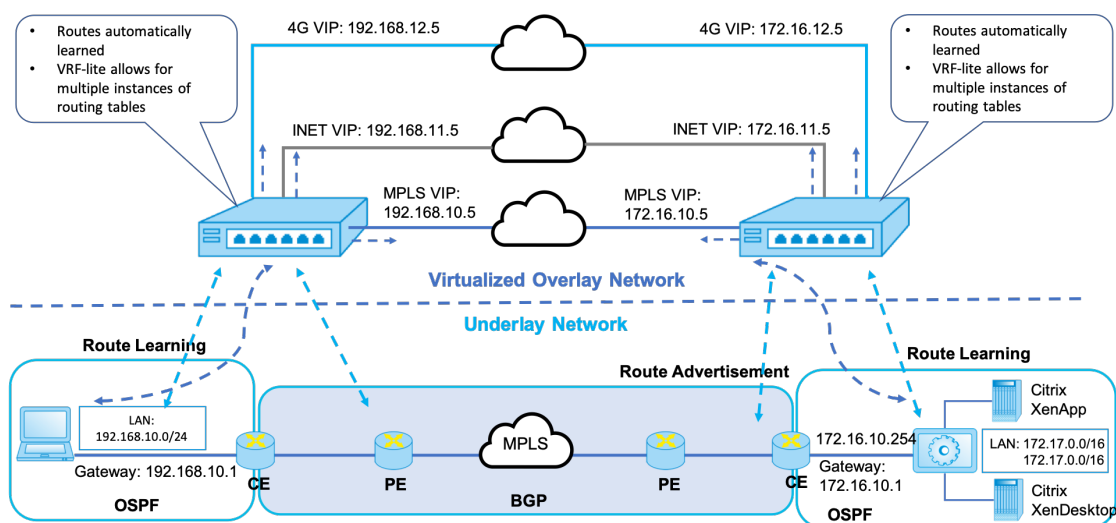 • Routes automatically
learned
• VRF-lite allows for
multiple instances of
routing tables
4G VIP: 192.168.12.5
4G VIP: 172.16.12.5
• Routes automatically
learned
• VRF-lite allows for
multiple instances of
routing tables
INET VIP: 192.168.11.5
INET VIP: 172.16.11.5
MPLS VIP:
192.168.10.5
MPLS VIP:
172.16.10.5
Virtualized Overlay Network
Underlay Network
Route Learning
Route Advertisement
Route Learning
LAN:
192.168.10.0/24
Gateway: 192.168.10.1
OSPF
CE
PE
MPLS
BGP
PE
CE
172.16.10.254
Gateway:
172.16.10.1
OSPF
Citrix
XenApp
LAN: 172.17.0.0/16
172.17.0.0/16
Citrix
XenDesktop